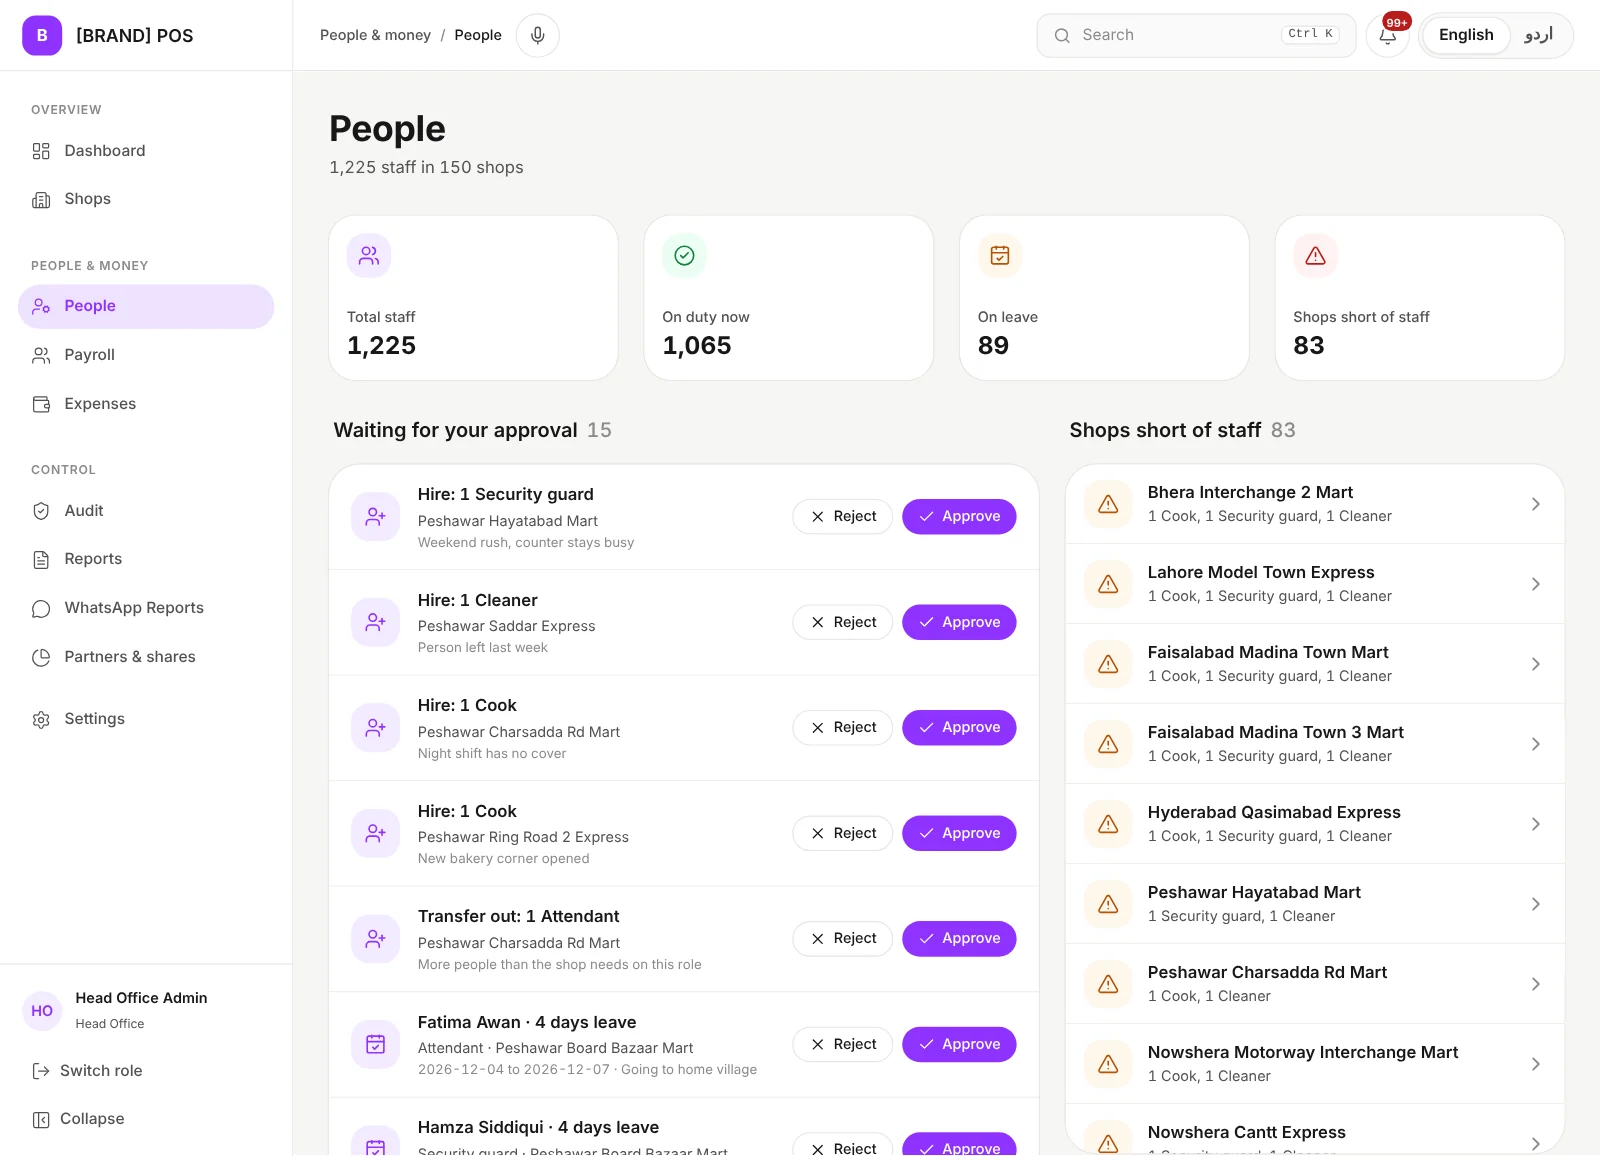 B
[BRAND] POS
People & money / People
Search
Ctrl K
99+
English
اردو
OVERVIEW
Dashboard
Shops
PEOPLE & MONEY
People
Payroll
Expenses
CONTROL
Audit
Reports
WhatsApp Reports
Partners & shares
Settings
HO
Head Office Admin
Head Office
Switch role
Collapse
People
1,225 staff in 150 shops
Total staff
1,225
On duty now
1,065
On leave
89
Shops short of staff
83
Waiting for your approval 15
Hire: 1 Security guard
Peshawar Hayatabad Mart
Weekend rush, counter stays busy
Reject
Approve
Hire: 1 Cleaner
Peshawar Saddar Express
Person left last week
Reject
Approve
Hire: 1 Cook
Peshawar Charsadda Rd Mart
Night shift has no cover
Reject
Approve
Hire: 1 Cook
Peshawar Ring Road 2 Express
New bakery corner opened
Reject
Approve
Transfer out: 1 Attendant
Peshawar Charsadda Rd Mart
More people than the shop needs on this role
Reject
Approve
Fatima Awan · 4 days leave
Attendant · Peshawar Board Bazaar Mart
2026-12-04 to 2026-12-07 · Going to home village
Reject
Approve
Hamza Siddiqui · 4 days leave
Security guard · Peshawar Board Bazaar Mart
Reject
Approve
Shops short of staff 83
Bhera Interchange 2 Mart
1 Cook, 1 Security guard, 1 Cleaner
Lahore Model Town Express
1 Cook, 1 Security guard, 1 Cleaner
Faisalabad Madina Town Mart
1 Cook, 1 Security guard, 1 Cleaner
Faisalabad Madina Town 3 Mart
1 Cook, 1 Security guard, 1 Cleaner
Hyderabad Qasimabad Express
1 Cook, 1 Security guard, 1 Cleaner
Peshawar Hayatabad Mart
1 Security guard, 1 Cleaner
Peshawar Charsadda Rd Mart
1 Cook, 1 Cleaner
Nowshera Motorway Interchange Mart
1 Cook, 1 Cleaner
Nowshera Cantt Express